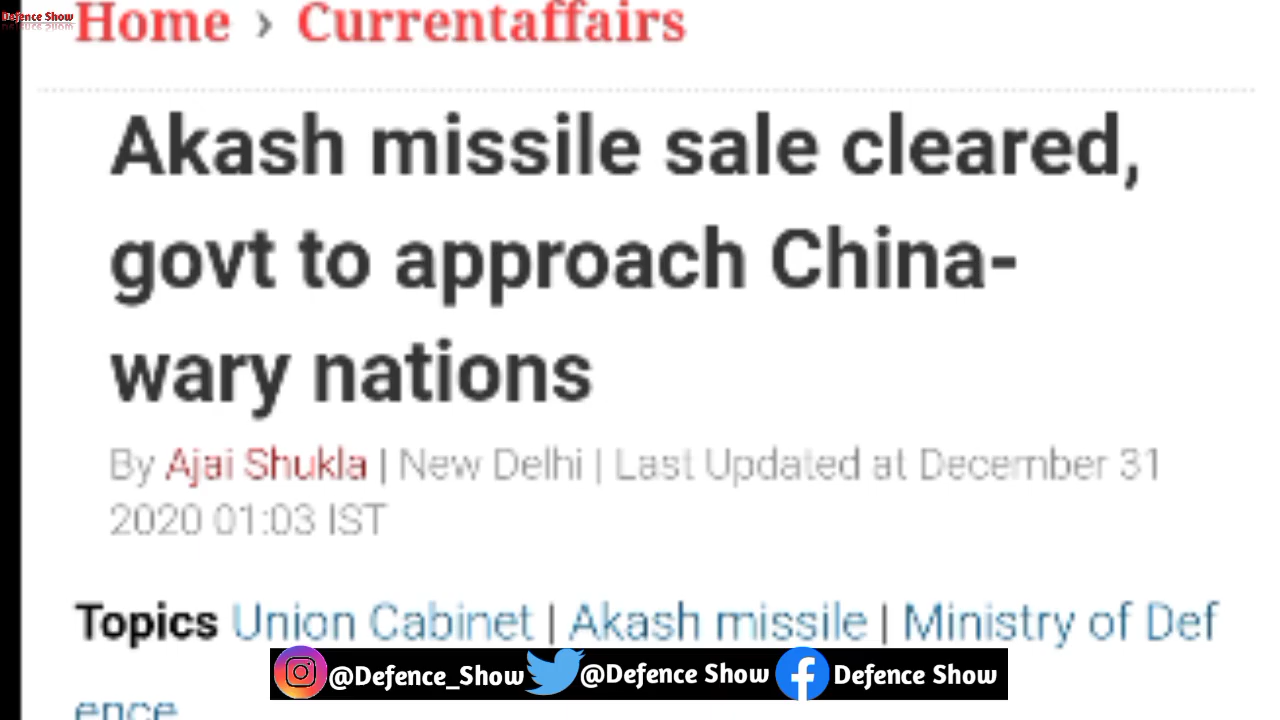 Defence Show
Home › Currentaffairs
Akash missile sale cleared,
govt to approach China-
wary nations
By Ajai Shukla | New Delhi | Last Updated at December 31
2020 01:03 IST
Topics Union Cabinet | Akash missile | Ministry of Def
ence
@Defence_Show @Defence Show Defence Show